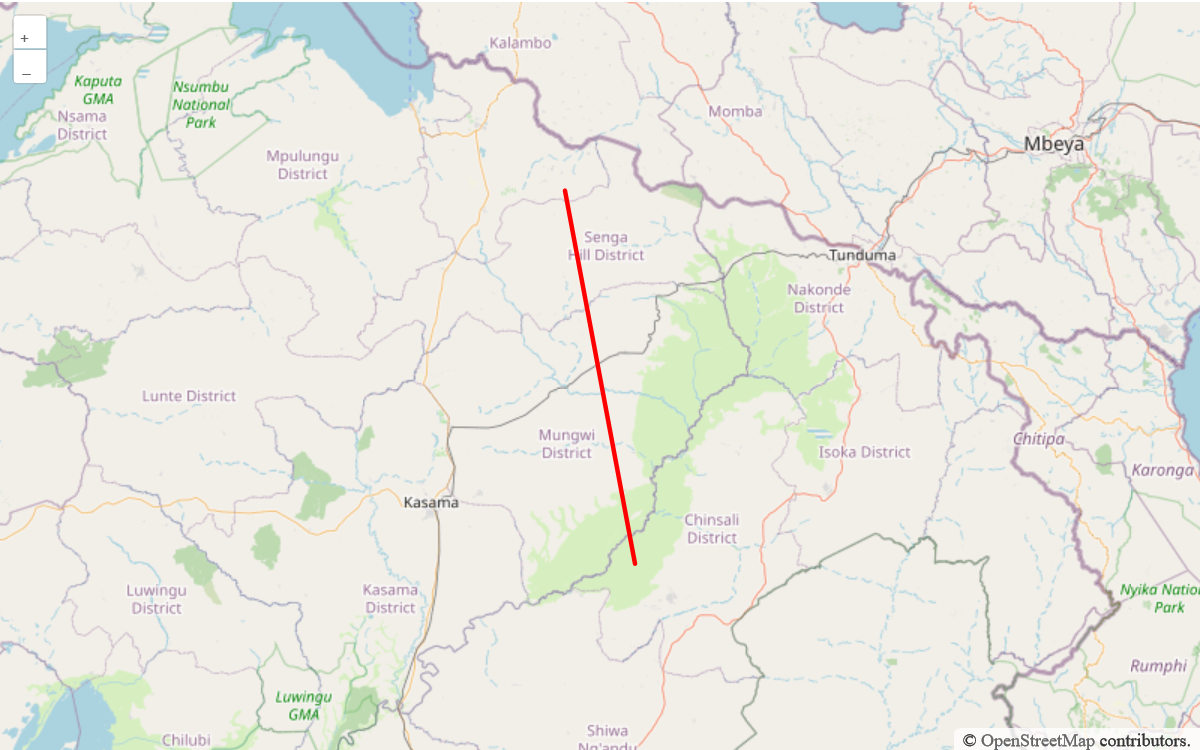 +
–
Kalambo
Kaputa
GMA
Nsama
District
Nsumbu
National
Park
Momba
Mbeya
Mpulungu
District
Senga
Hill District
Tunduma
Nakonde
District
Lunte District
Mungwi
District
Isoka District
Chitipa
Karonga
Kasama
Chinsali
District
Luwingu
District
Kasama
District
Nyika Natio
Park
Rumphi
Luwingu
GMA
Chilubi
Shiwa
Ng'andu
© OpenStreetMap contributors.